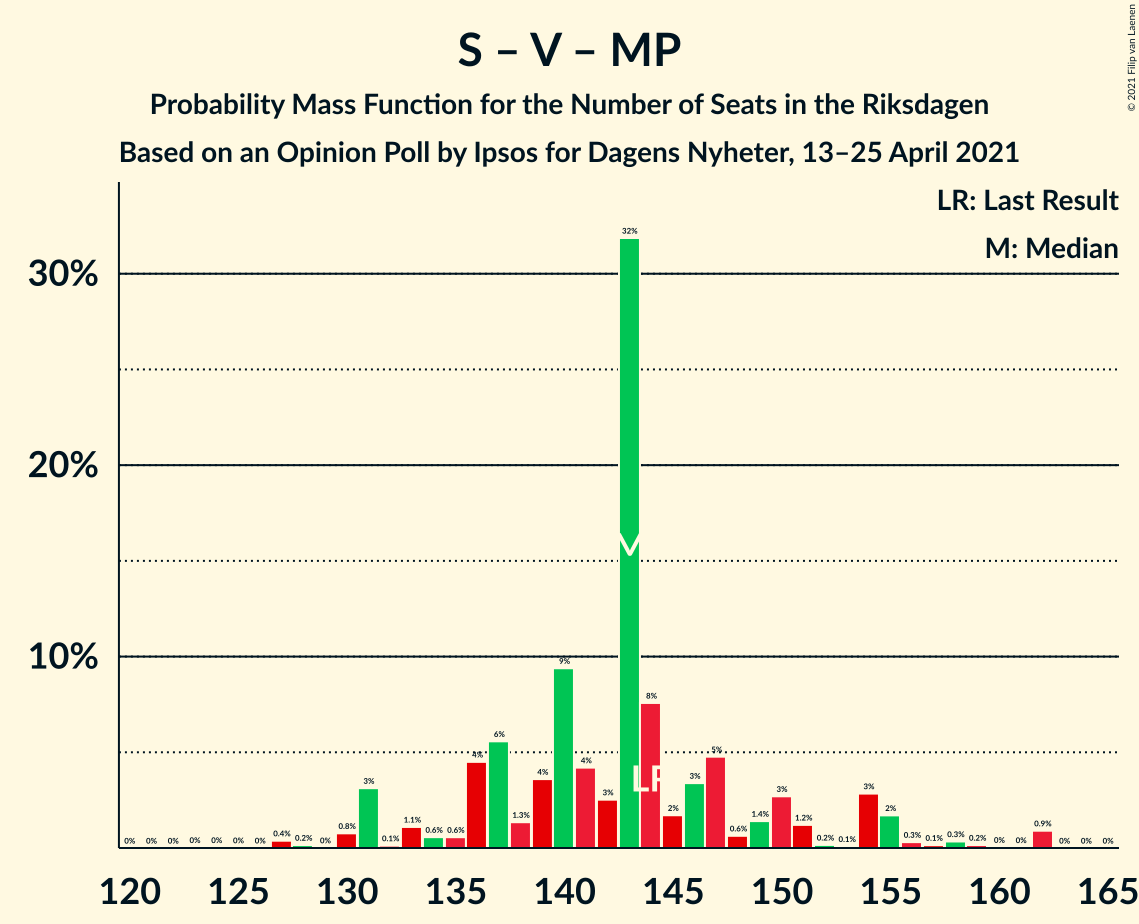 © 2021 Filip van Laenen
S – V – MP
Probability Mass Function for the Number of Seats in the Riksdagen
Based on an Opinion Poll by Ipsos for Dagens Nyheter, 13–25 April 2021
LR: Last Result
M: Median
30%
20%
10%
0% 0% 0% 0% 0% 0% 0% 0.4% 0.2% 0% 0.8% 3% 0.1% 1.1% 0.6% 0.6% 4% 6% 1.3% 4% 9% 4% 3% 32% 8% 2% 3% 5% 0.6% 1.4% 3% 1.2% 0.2% 0.1% 3% 2% 0.3% 0.1% 0.3% 0.2% 0% 0% 0.9% 0% 0% 0%
LR
120 125 130 135 140 145 150 155 160 165